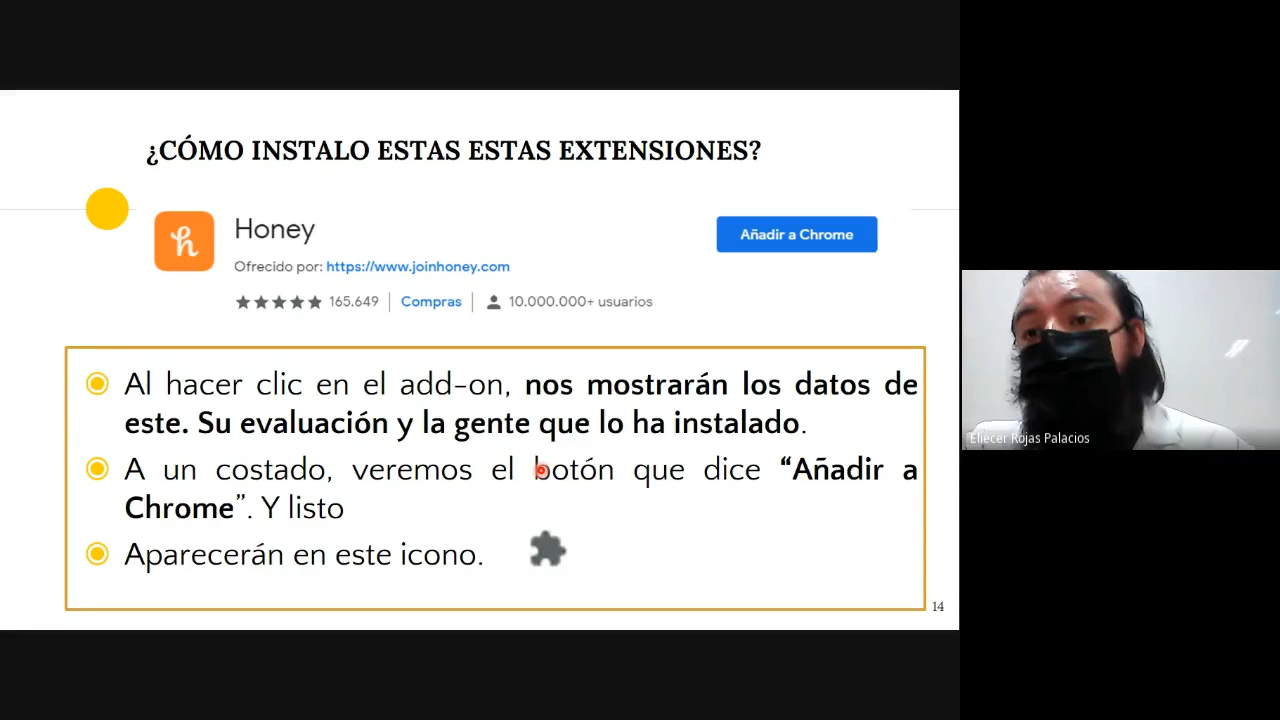 ¿CÓMO INSTALO ESTAS ESTAS EXTENSIONES?
Honey
Añadir a Chrome
Ofrecido por: https://www.joinhoney.com
165.649 Compras 10.000.000+ usuarios
Al hacer clic en el add-on, nos mostrarán los datos de
este. Su evaluación y la gente que lo ha instalado.
A un costado, veremos el botón que dice “Añadir a
Chrome”. Y listo
Aparecerán en este icono.
14
Eliecer Rojas Palacios